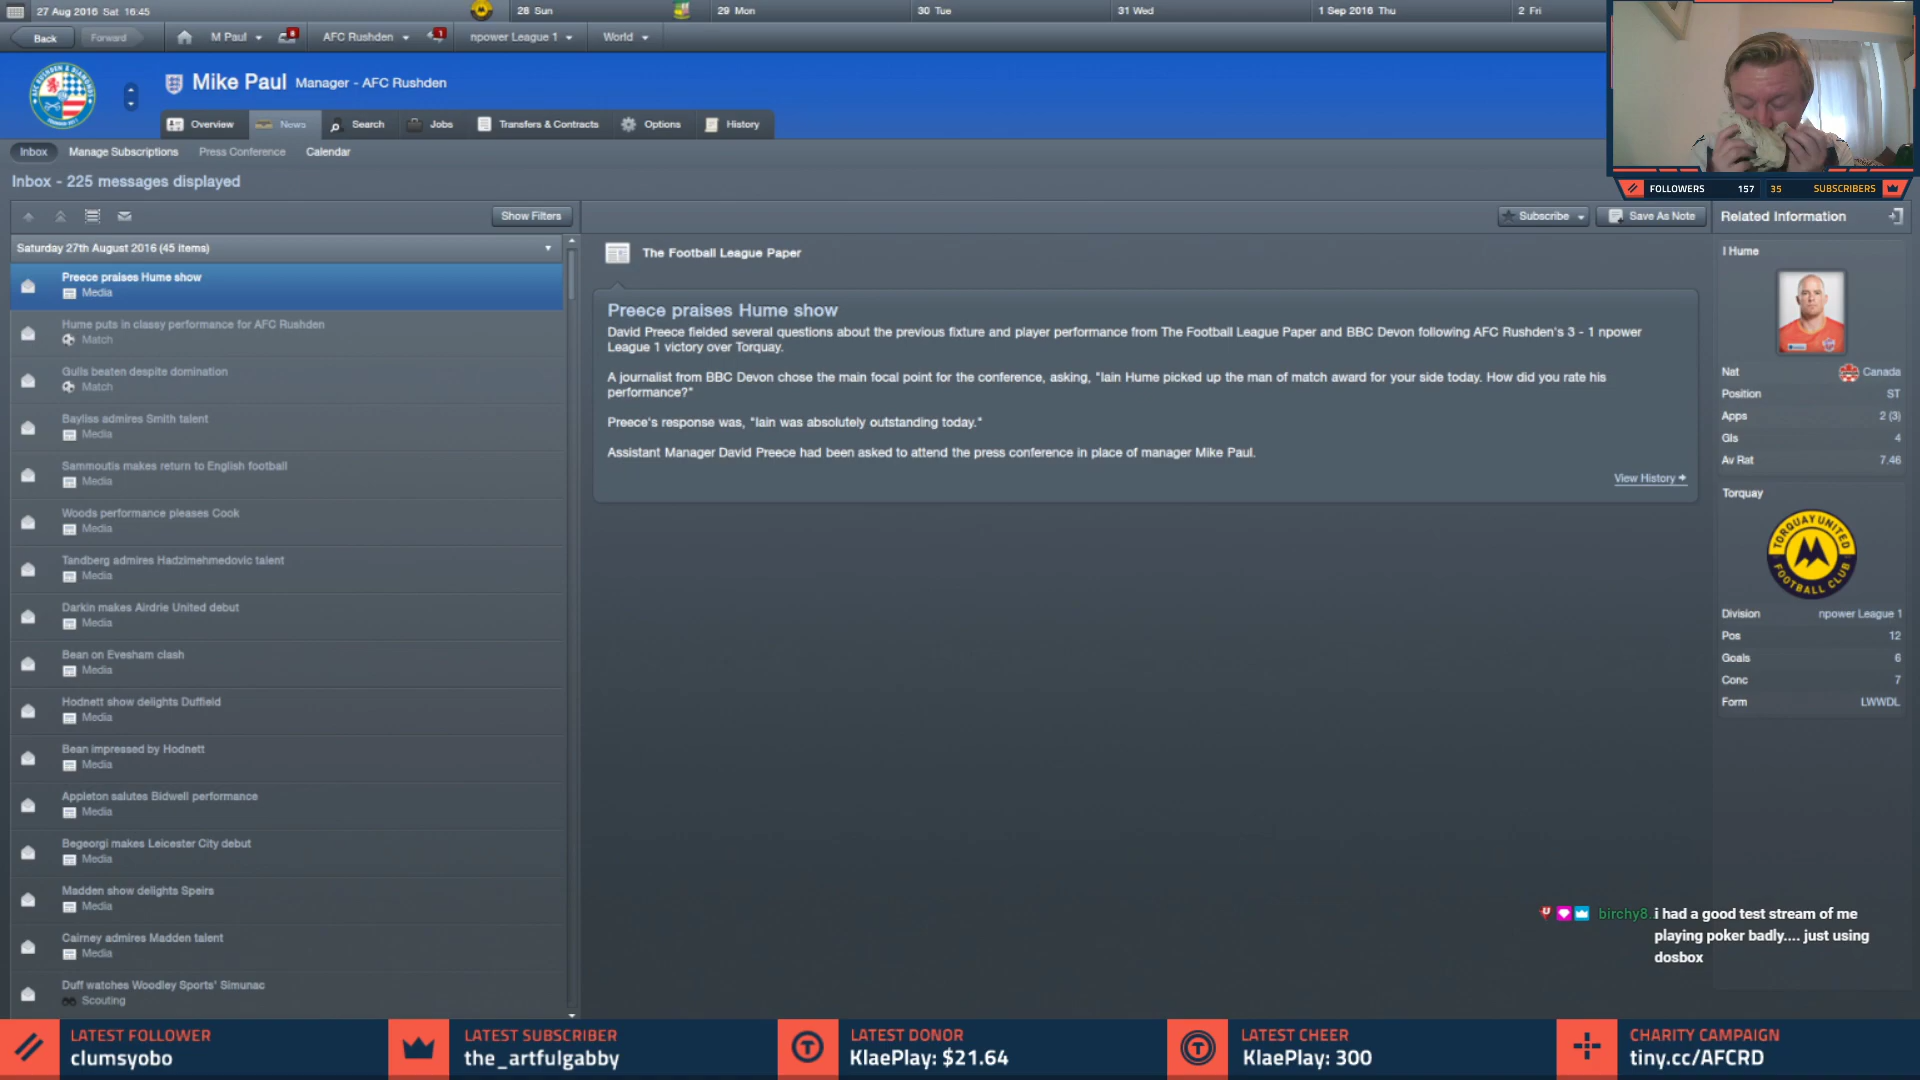 27 Aug 2016 Sat 16:45
28 Sun
29 Mon
30 Tue
31 Wed
1 Sep 2016 Thu
2 Fri
Back
Forward
M Paul
AFC Rushden
1
npower League 1
World
Mike Paul Manager - AFC Rushden
Overview
News
Search
Jobs
Transfers & Contracts
Options
History
Inbox
Manage Subscriptions
Press Conference
Calendar
FOLLOWERS 157 35 SUBSCRIBERS
Inbox - 225 messages displayed
Show Filters
Subscribe
Save As Note
Related Information
Saturday 27th August 2016 (45 items)
Preece praises Hume show
Media
Hume puts in classy performance for AFC Rushden
Match
Gulls beaten despite domination
Match
Bayliss admires Smith talent
Media
Sammoutis makes return to English football
Media
Woods performance pleases Cook
Media
Tandberg admires Hadzimehmedovic talent
Media
Darkin makes Airdrie United debut
Media
Bean on Evesham clash
Media
Hodnett show delights Duffield
Media
Bean impressed by Hodnett
Media
Appleton salutes Bidwell performance
Media
Begeorgi makes Leicester City debut
Media
Madden show delights Speirs
Media
Cairney admires Madden talent
Media
Duff watches Woodley Sports' Simunac
Scouting
The Football League Paper
Preece praises Hume show
David Preece fielded several questions about the previous fixture and player performance from The Football League Paper and BBC Devon following AFC Rushden's 3 - 1 npower
League 1 victory over Torquay.
A journalist from BBC Devon chose the main focal point for the conference, asking, "Iain Hume picked up the man of match award for your side today. How did you rate his
performance?"
Preece's response was, "Iain was absolutely outstanding today."
Assistant Manager David Preece had been asked to attend the press conference in place of manager Mike Paul.
View History
I Hume
Nat Canada
Position ST
Apps 2 (3)
Gls 4
Av Rat 7.46
Torquay
TORQUAY UNITED
FOOTBALL CLUB
Division npower League 1
Pos 12
Goals 6
Conc 7
Form LWWDL
birchy8: i had a good test stream of me
playing poker badly.... just using
dosbox
LATEST FOLLOWER
clumsyobo
LATEST SUBSCRIBER
the_artfulgabby
LATEST DONOR
KlaePlay: $21.64
LATEST CHEER
KlaePlay: 300
CHARITY CAMPAIGN
tiny.cc/AFCRD